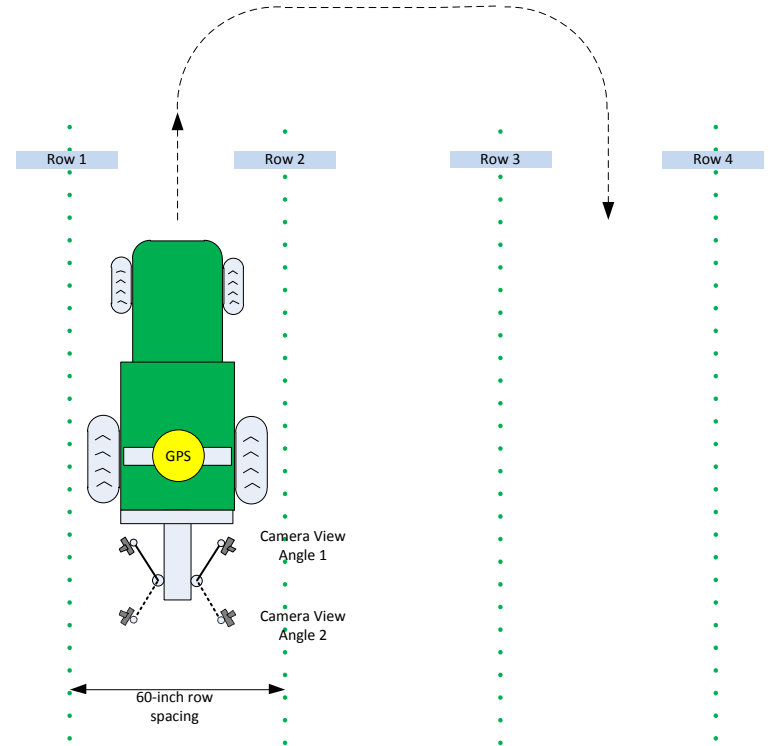 Row 1
Row 2
Row 3
Row 4
GPS
Camera View
Angle 1
Camera View
Angle 2
60-inch row
spacing